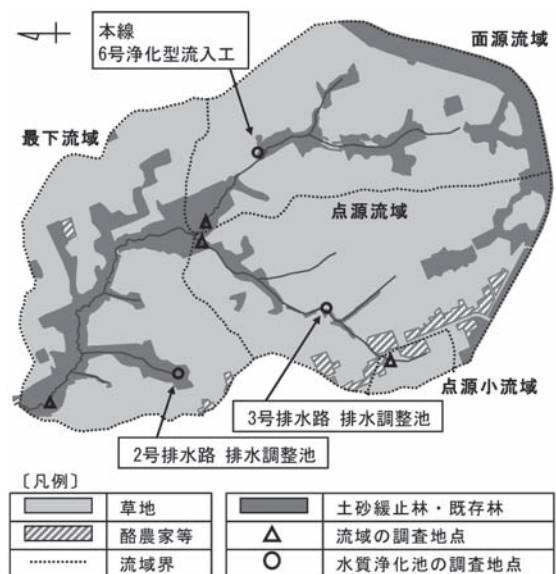 本線
6号浄化型流入工
面源流域
最下流域
点源流域
点源小流域
3号排水路 排水調整池
2号排水路 排水調整池
〔凡例〕
草地
土砂緩止林・既存林
酪農家等
流域の調査地点
流域界
水質浄化池の調査地点